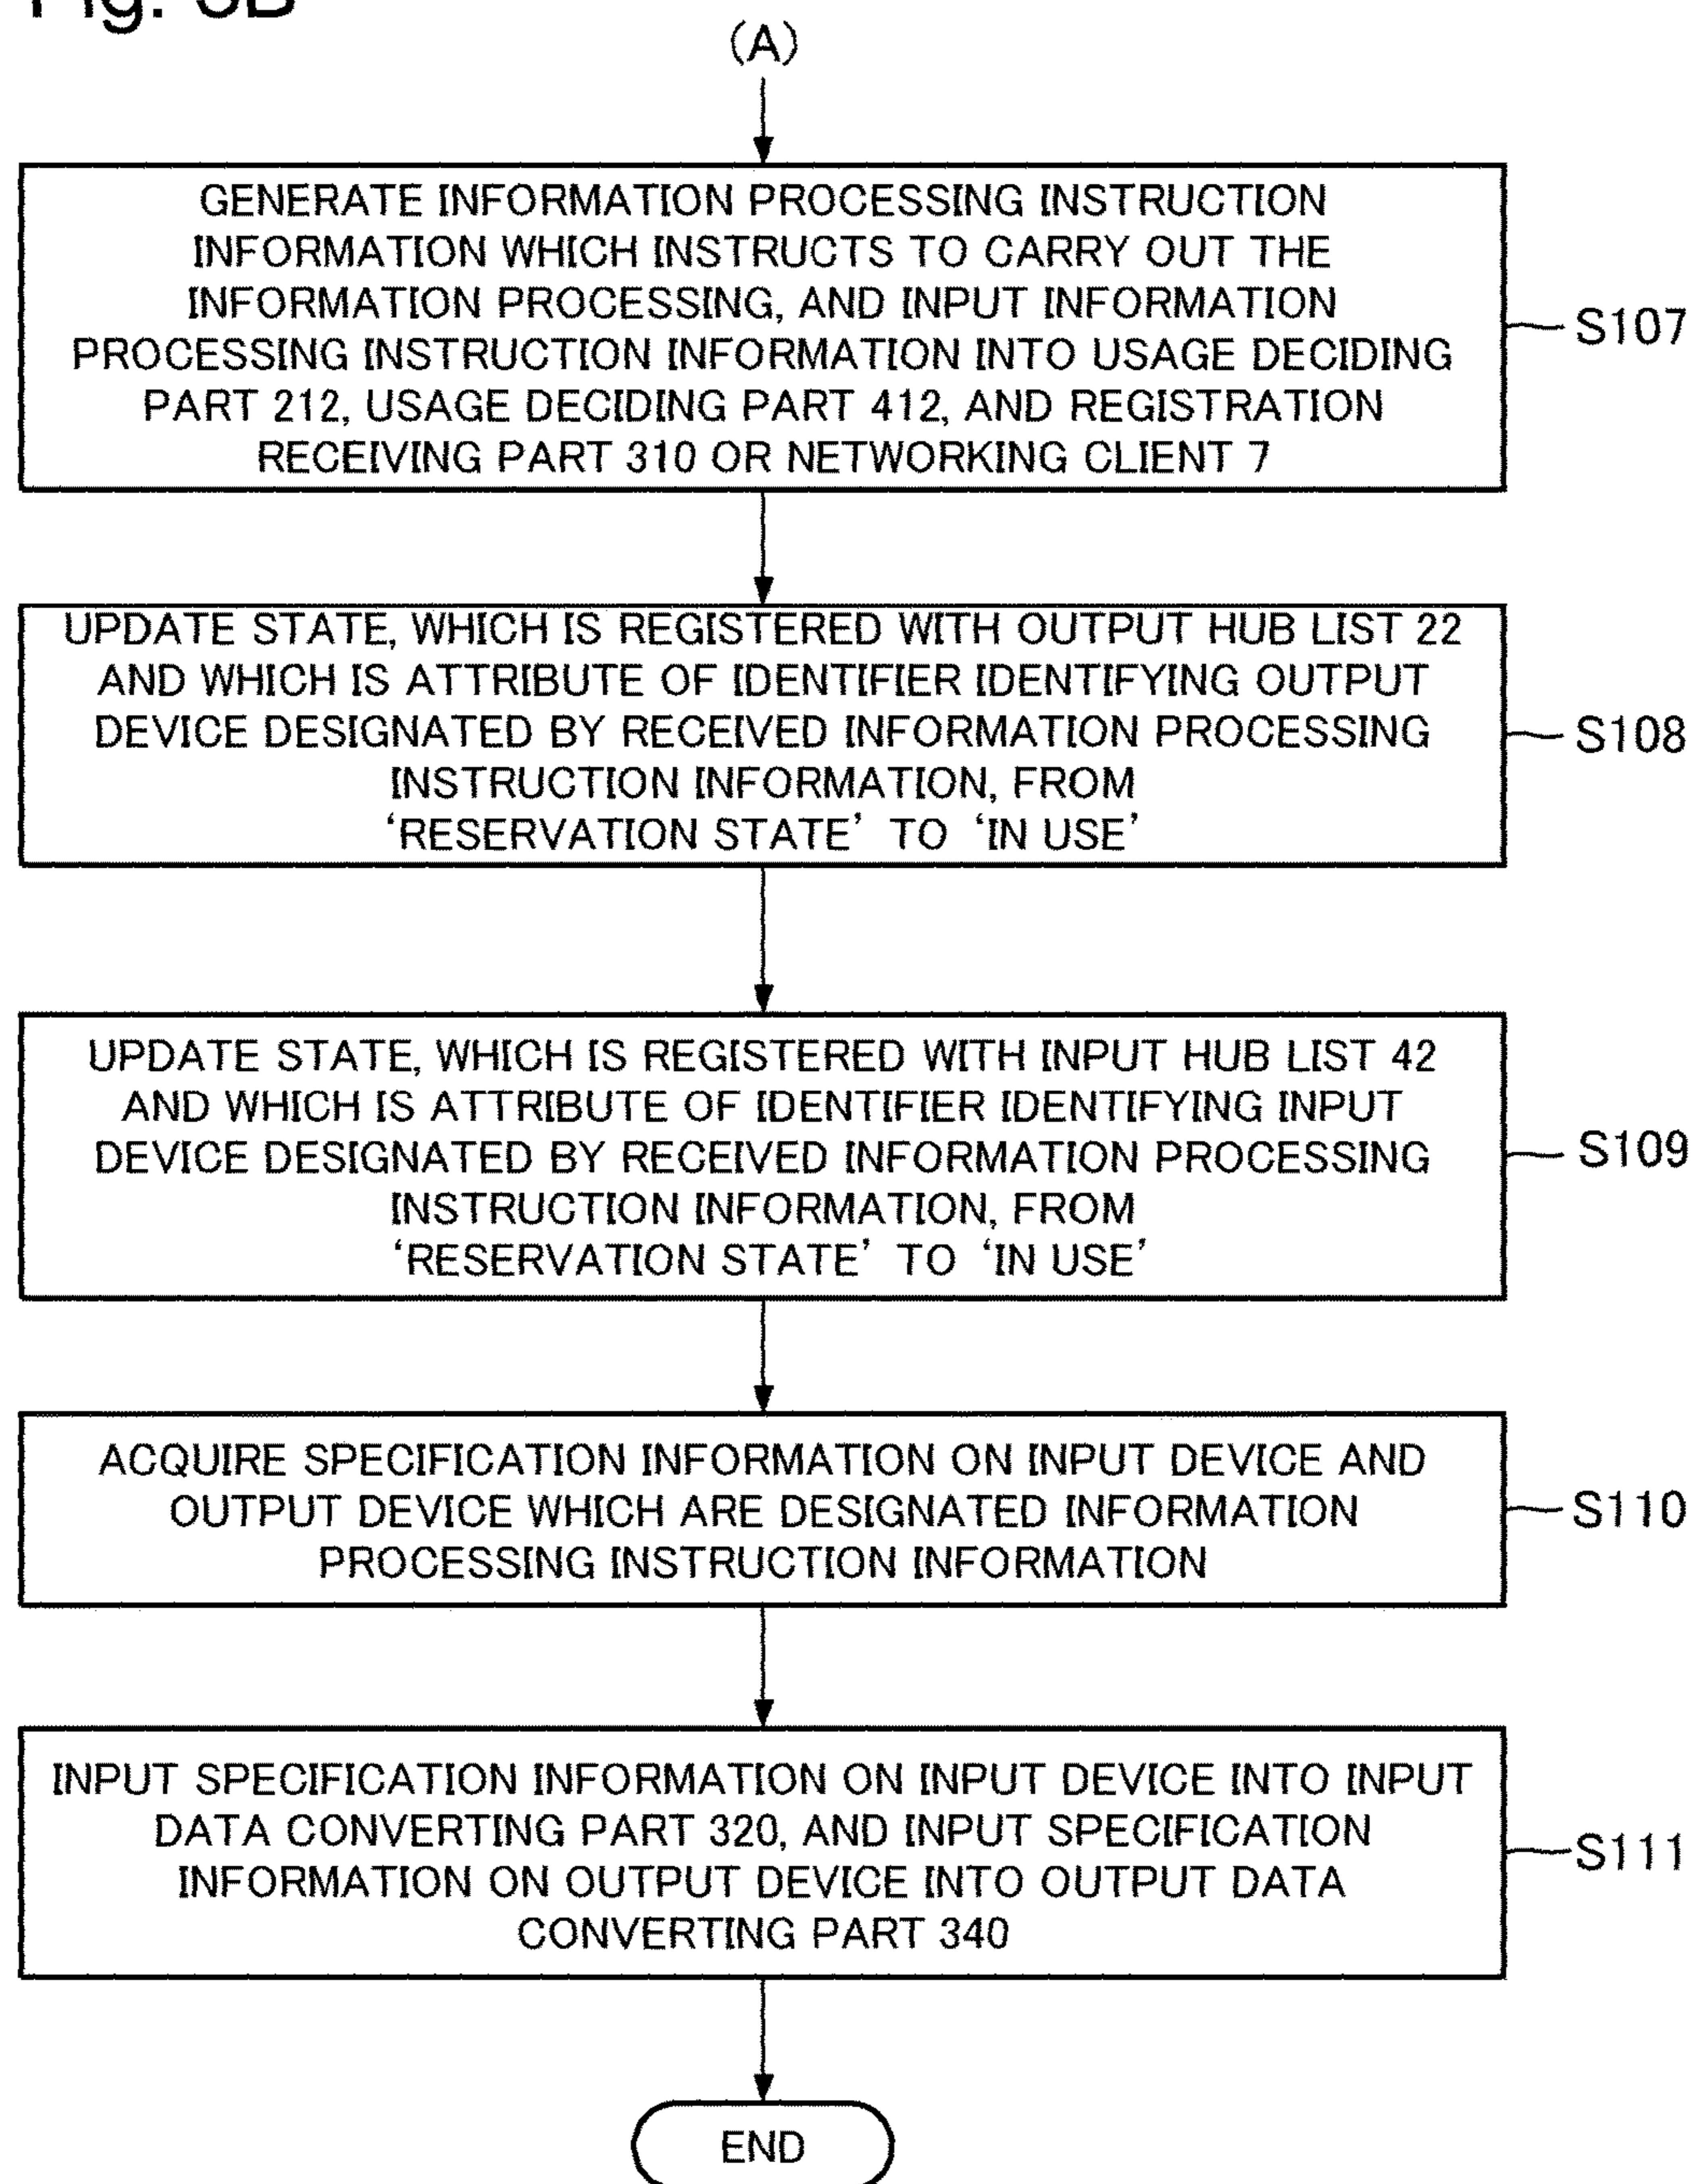 (A)
GENERATE INFORMATION PROCESSING INSTRUCTION
INFORMATION WHICH INSTRUCTS TO CARRY OUT THE
INFORMATION PROCESSING, AND INPUT INFORMATION
PROCESSING INSTRUCTION INFORMATION INTO USAGE DECIDING
PART 212, USAGE DECIDING PART 412, AND REGISTRATION
RECEIVING PART 310 OR NETWORKING CLIENT 7
S107
UPDATE STATE, WHICH IS REGISTERED WITH OUTPUT HUB LIST 22
AND WHICH IS ATTRIBUTE OF IDENTIFIER IDENTIFYING OUTPUT
DEVICE DESIGNATED BY RECEIVED INFORMATION PROCESSING
INSTRUCTION INFORMATION, FROM
‘RESERVATION STATE’ TO ‘IN USE’
S108
UPDATE STATE, WHICH IS REGISTERED WITH INPUT HUB LIST 42
AND WHICH IS ATTRIBUTE OF IDENTIFIER IDENTIFYING INPUT
DEVICE DESIGNATED BY RECEIVED INFORMATION PROCESSING
INSTRUCTION INFORMATION, FROM
‘RESERVATION STATE’ TO ‘IN USE’
S109
ACQUIRE SPECIFICATION INFORMATION ON INPUT DEVICE AND
OUTPUT DEVICE WHICH ARE DESIGNATED INFORMATION
PROCESSING INSTRUCTION INFORMATION
S110
INPUT SPECIFICATION INFORMATION ON INPUT DEVICE INTO INPUT
DATA CONVERTING PART 320, AND INPUT SPECIFICATION
INFORMATION ON OUTPUT DEVICE INTO OUTPUT DATA
CONVERTING PART 340
S111
END